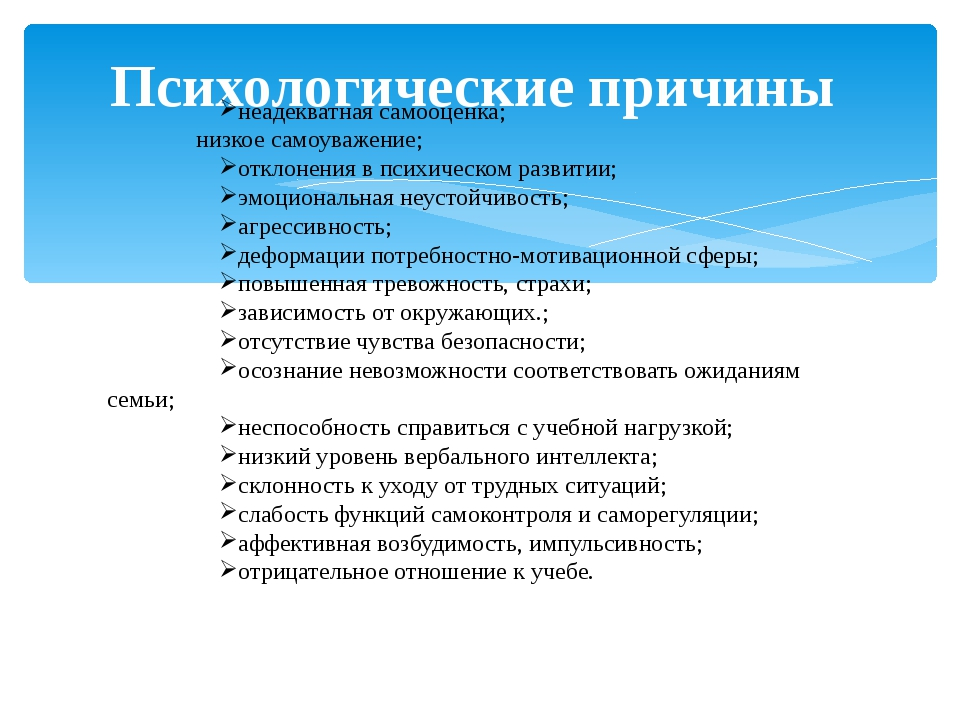 Психологические причины
➢неадекватная самооценка;
низкое самоуважение;
➢отклонения в психическом развитии;
➢эмоциональная неустойчивость;
➢агрессивность;
➢деформации потребностно-мотивационной сферы;
➢повышенная тревожность, страхи;
➢зависимость от окружающих.;
➢отсутствие чувства безопасности;
➢осознание невозможности соответствовать ожиданиям
семьи;
➢неспособность справиться с учебной нагрузкой;
➢низкий уровень вербального интеллекта;
➢склонность к уходу от трудных ситуаций;
➢слабость функций самоконтроля и саморегуляции;
➢аффективная возбудимость, импульсивность;
➢отрицательное отношение к учебе.